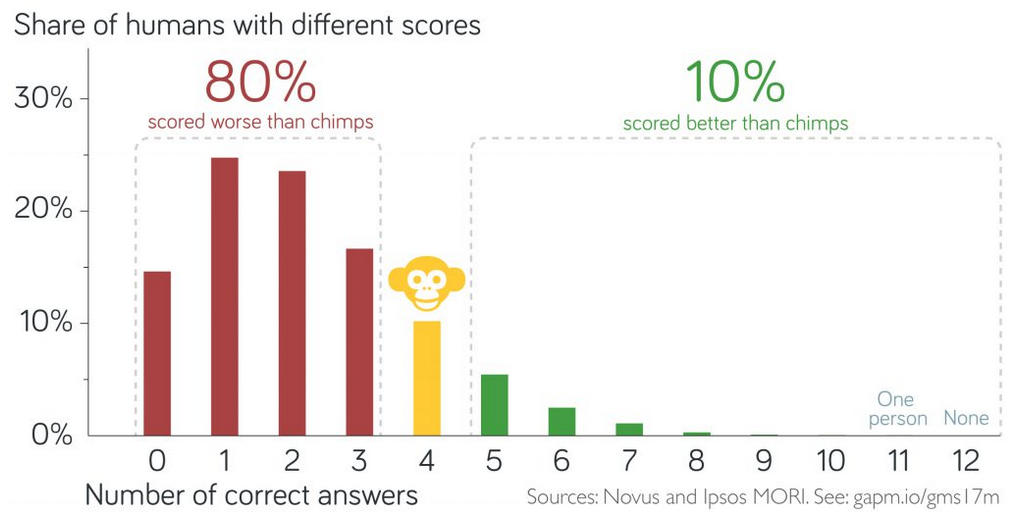 Share of humans with different scores
30%
20%
10%
0%
80%
scored worse than chimps
10%
scored better than chimps
One
person
None
0 1 2 3 4 5 6 7 8 9 10 11 12
Number of correct answers
Sources: Novus and Ipsos MORI. See: gapm.io/gms17m